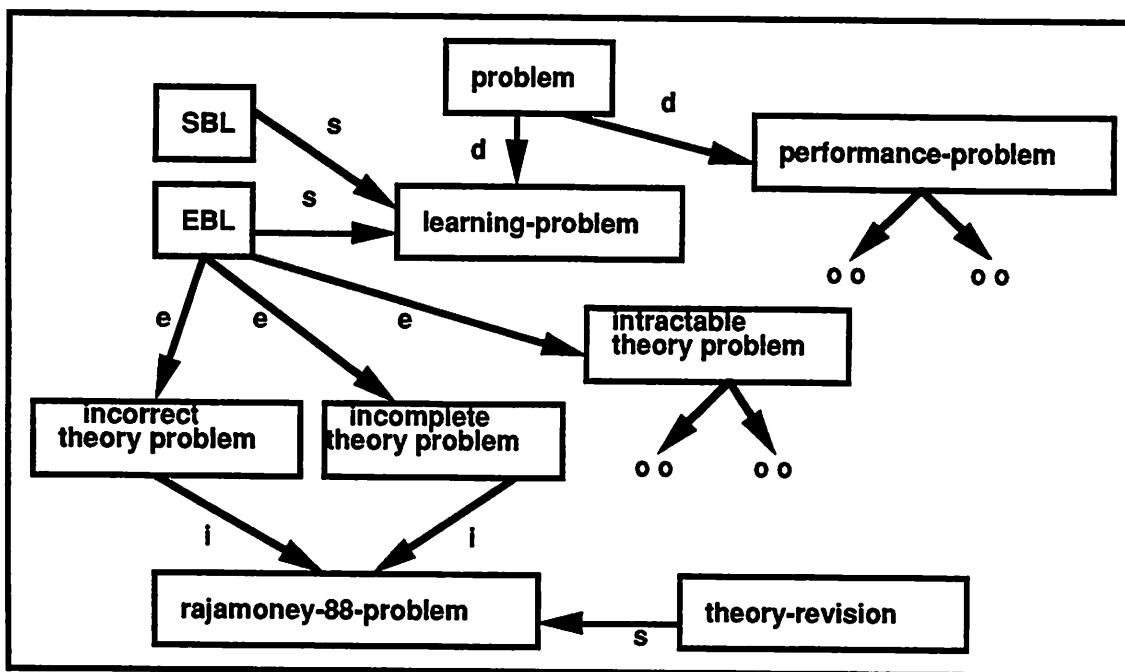 problem
d
SBL
s
performance-problem
d
EBL
s
learning-problem
o o
o o
e
e
e
intractable
theory problem
incorrect
theory problem
incomplete
theory problem
o o
o o
i
i
rajamoney-88-problem
theory-revision
s